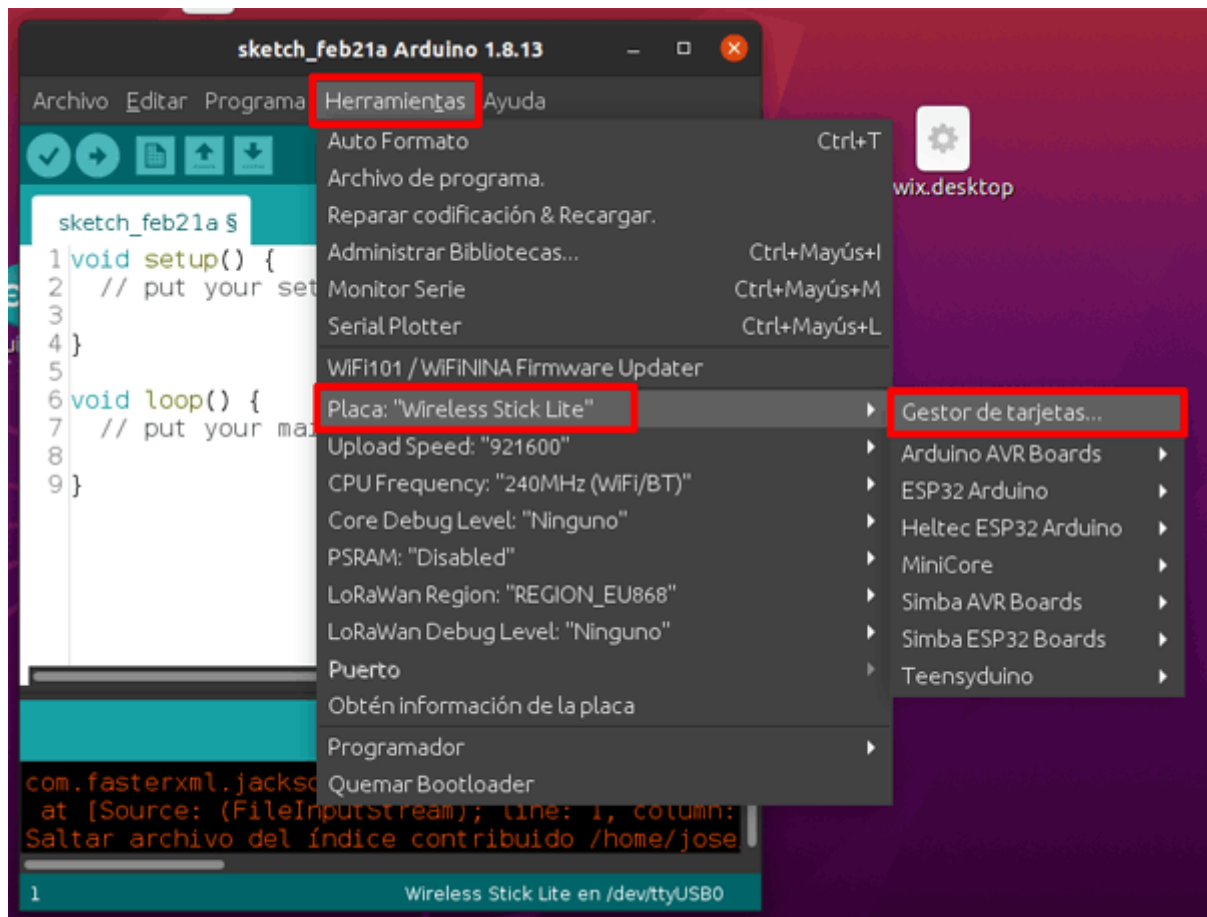 sketch_feb21a Arduino 1.8.13
Archivo Editar Programa Herramientas Ayuda
sketch_feb21a §
1 void setup() {
2 // put your set
3
4 }
5
6 void loop() {
7 // put your mai
8
9 }
Auto Formato Ctrl+T
Archivo de programa.
Reparar codificación & Recargar.
Administrar Bibliotecas... Ctrl+Mayús+I
Monitor Serie Ctrl+Mayús+M
Serial Plotter Ctrl+Mayús+L
WiFi101 / WiFiNINA Firmware Updater
Placa: "Wireless Stick Lite"
Upload Speed: "921600"
CPU Frequency: "240MHz (WiFi/BT)"
Core Debug Level: "Ninguno"
PSRAM: "Disabled"
LoRaWan Region: "REGION_EU868"
LoRaWan Debug Level: "Ninguno"
Puerto
Obtén información de la placa
Programador
Quemar Bootloader
Gestor de tarjetas...
Arduino AVR Boards
ESP32 Arduino
Heltec ESP32 Arduino
MiniCore
Simba AVR Boards
Simba ESP32 Boards
Teensyduino
wix.desktop
com.fasterxml.jackso
at [Source: (FileInputStream); line: 1, column:
Saltar archivo del índice contribuido /home/jose
1 Wireless Stick Lite en /dev/ttyUSB0